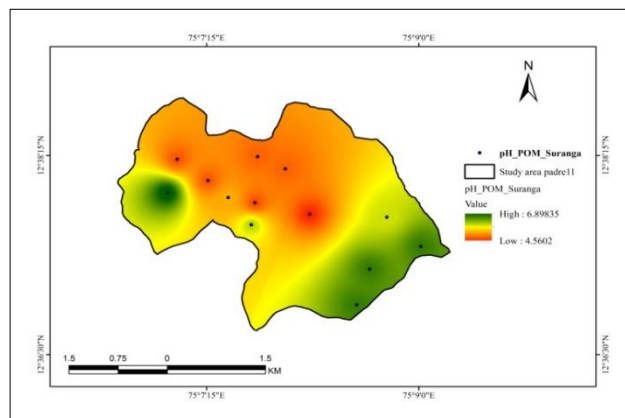 75°7'15"E
75°9'0"E
N
12°38'15"N
12°38'15"N
pH_POM_Suranga
Study area padre11
pH_POM_Suranga
Value
High : 6.89835
Low : 4.5602
12°36'30"N
12°36'30"N
1.5 0.75 0 1.5
KM
75°7'15"E
75°9'0"E